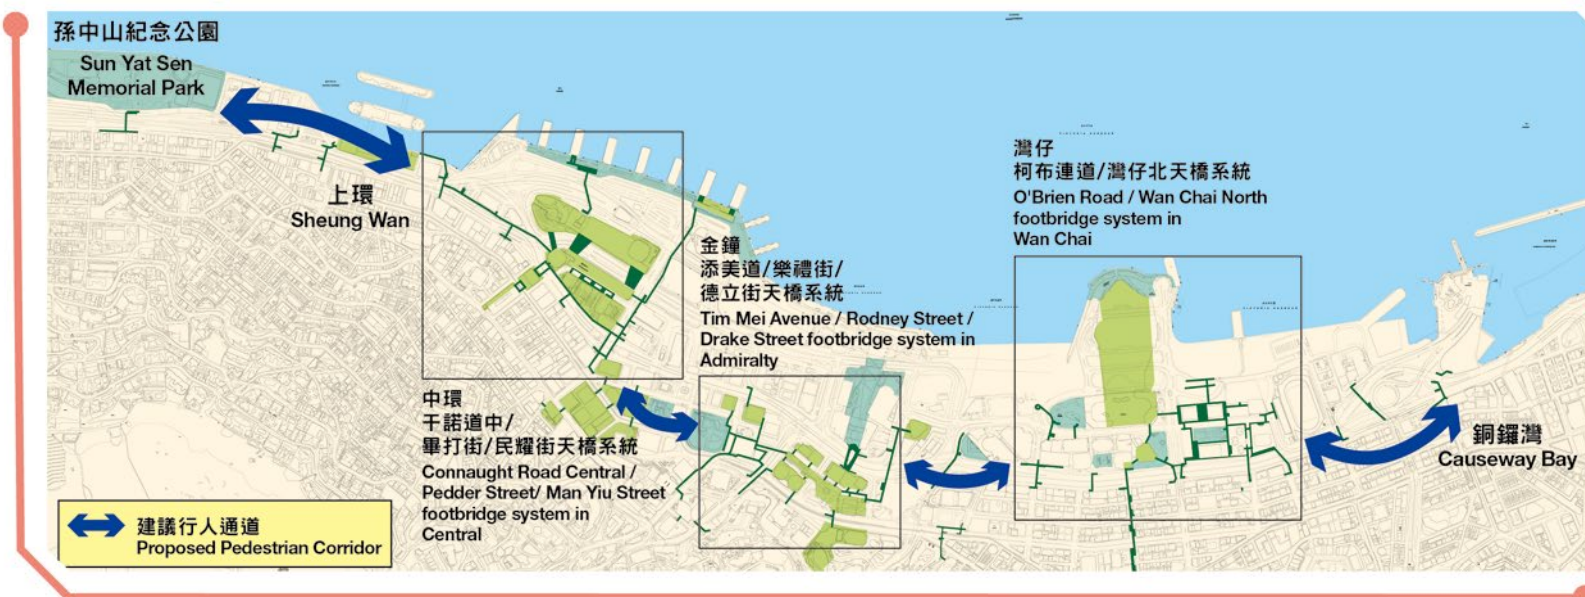 孫中山紀念公園
Sun Yat Sen
Memorial Park
上環
Sheung Wan
中環
干諾道中/
畢打街/民耀街天橋系統
Connaught Road Central /
Pedder Street/ Man Yiu Street
footbridge system in
Central
金鐘
添美道/樂禮街/
德立街天橋系統
Tim Mei Avenue / Rodney Street /
Drake Street footbridge system in
Admiralty
灣仔
柯布連道/灣仔北天橋系統
O'Brien Road / Wan Chai North
footbridge system in
Wan Chai
銅鑼灣
Causeway Bay
建議行人通道
Proposed Pedestrian Corridor